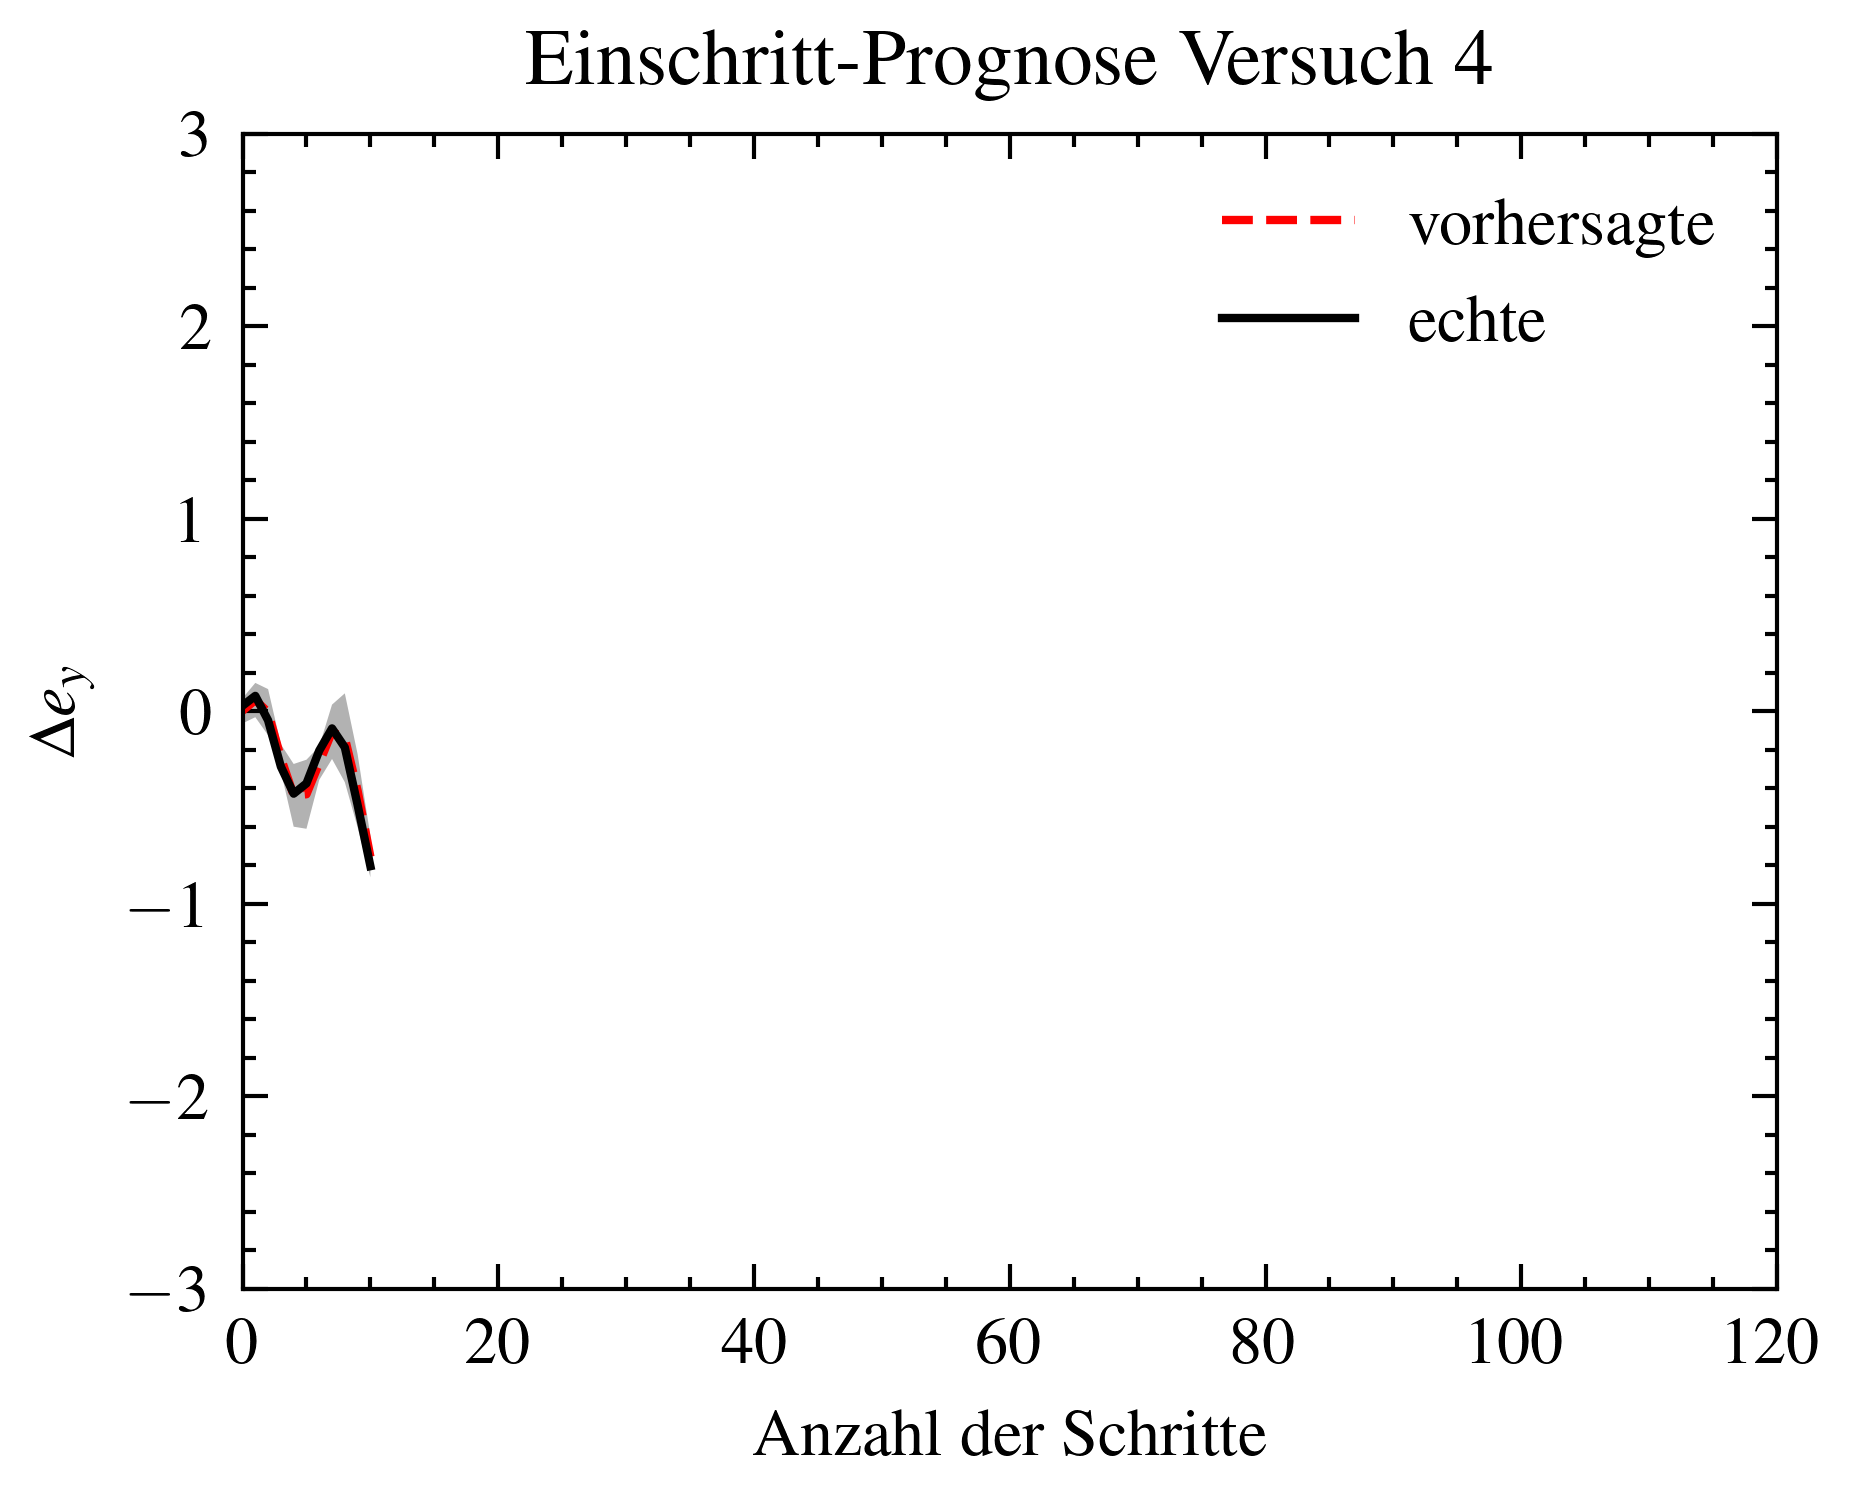 Einschritt-Prognose Versuch 4
vorhersagte
echte
3
2
1
0
−1
−2
−3
Δe_y
0 20 40 60 80 100 120
Anzahl der Schritte